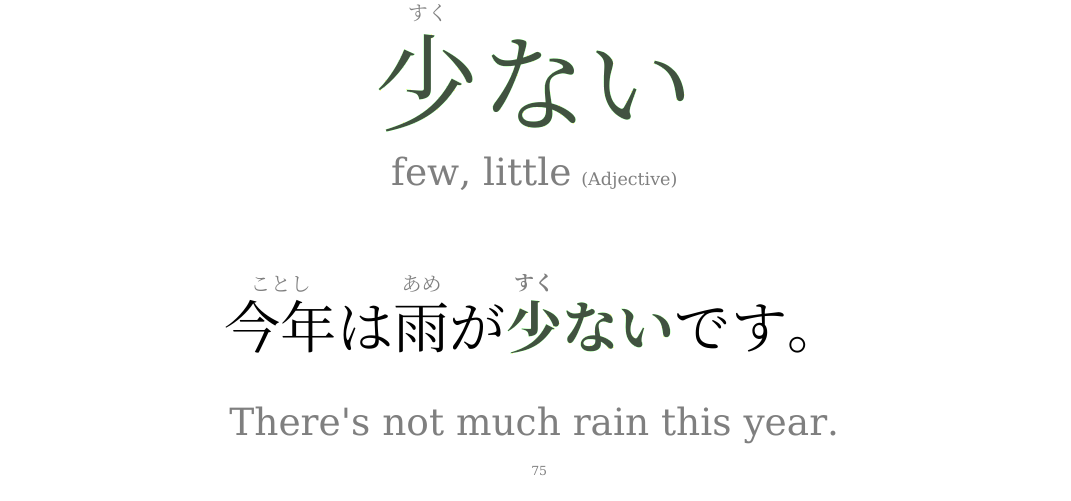 すく
少ない
few, little (Adjective)
ことし あめ すく
今年は雨が少ないです。
There's not much rain this year.
75